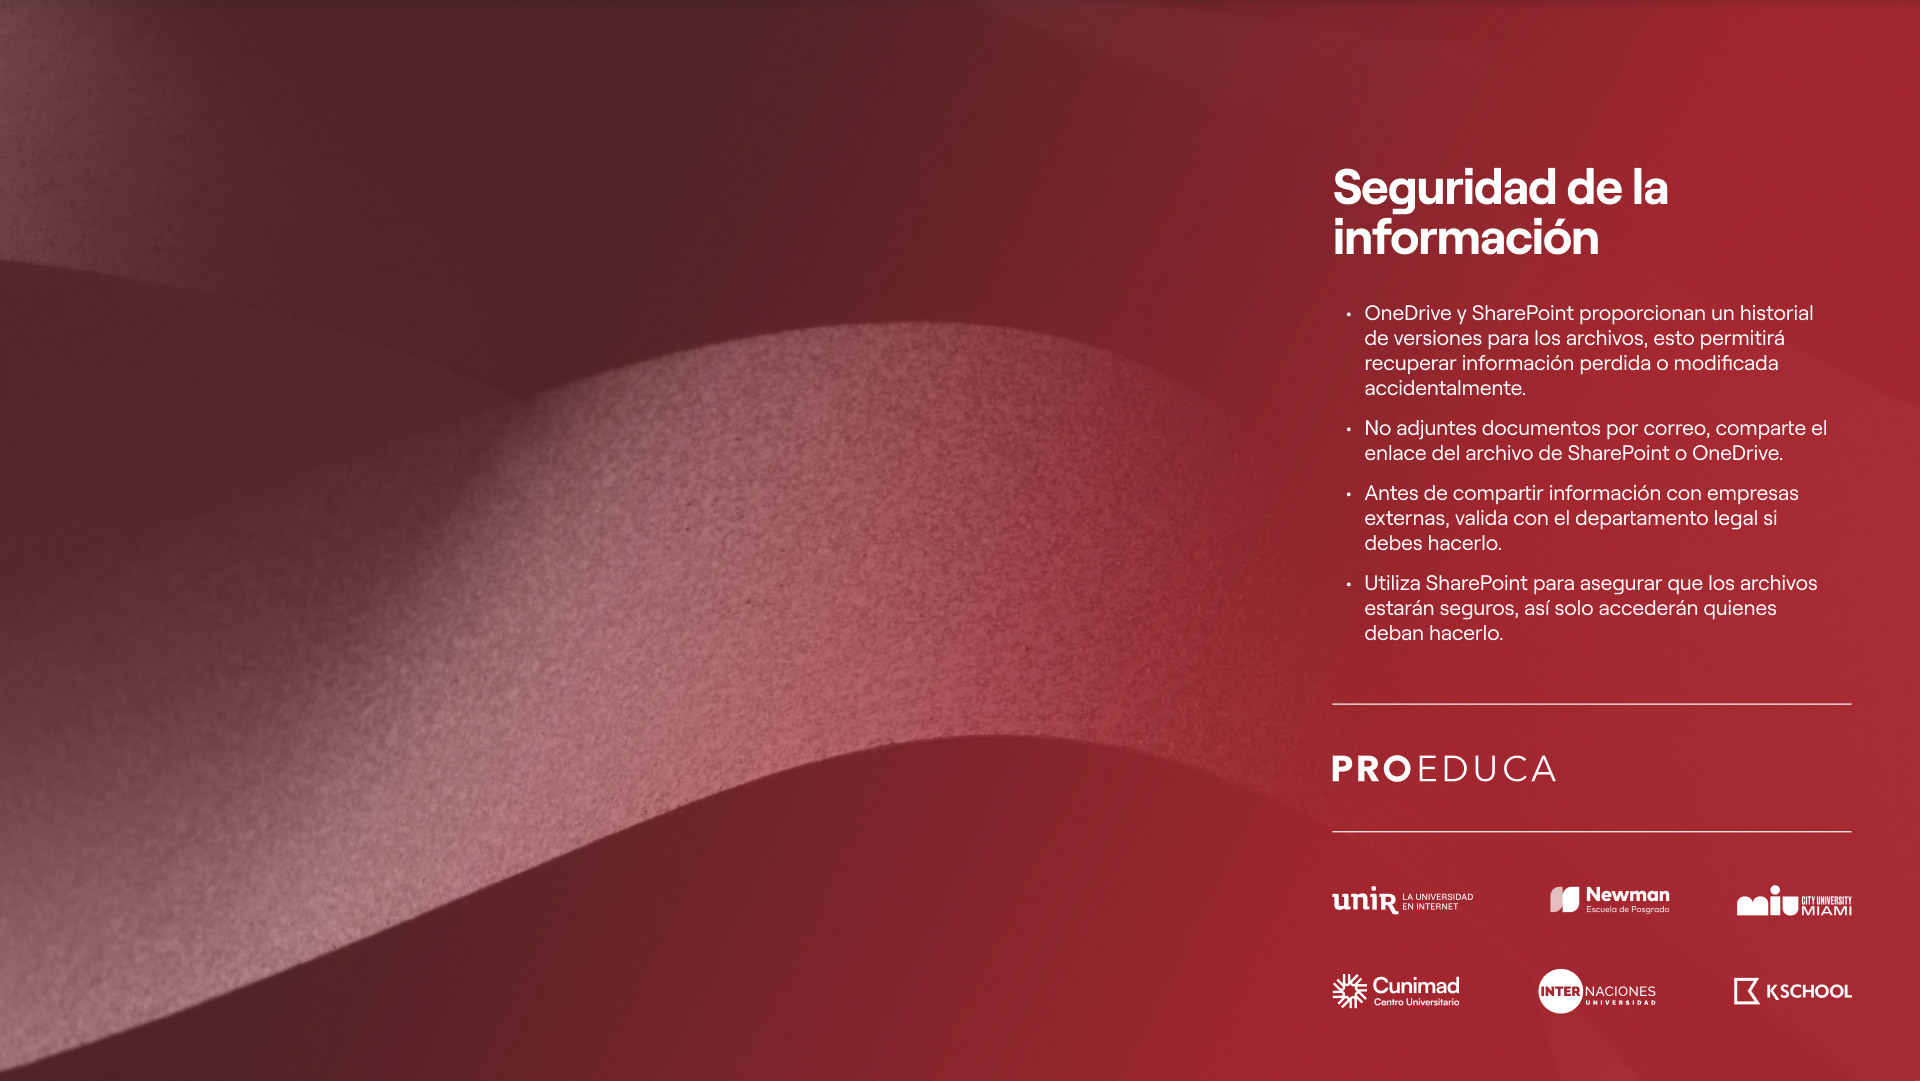 Seguridad de la
información
• OneDrive y SharePoint proporcionan un historial
de versiones para los archivos, esto permitirá
recuperar información perdida o modificada
accidentalmente.
• No adjuntes documentos por correo, comparte el
enlace del archivo de SharePoint o OneDrive.
• Antes de compartir información con empresas
externas, valida con el departamento legal si
debes hacerlo.
• Utiliza SharePoint para asegurar que los archivos
estarán seguros, así solo accederán quienes
deban hacerlo.
PROEDUCA
unir LA UNIVERSIDAD
EN INTERNET
Newman
Escuela de Posgrado
miu CITY UNIVERSITY
MIAMI
Cunimad
Centro Universitario
INTERNACIONES
UNIVERSIDAD
KSCHOOL